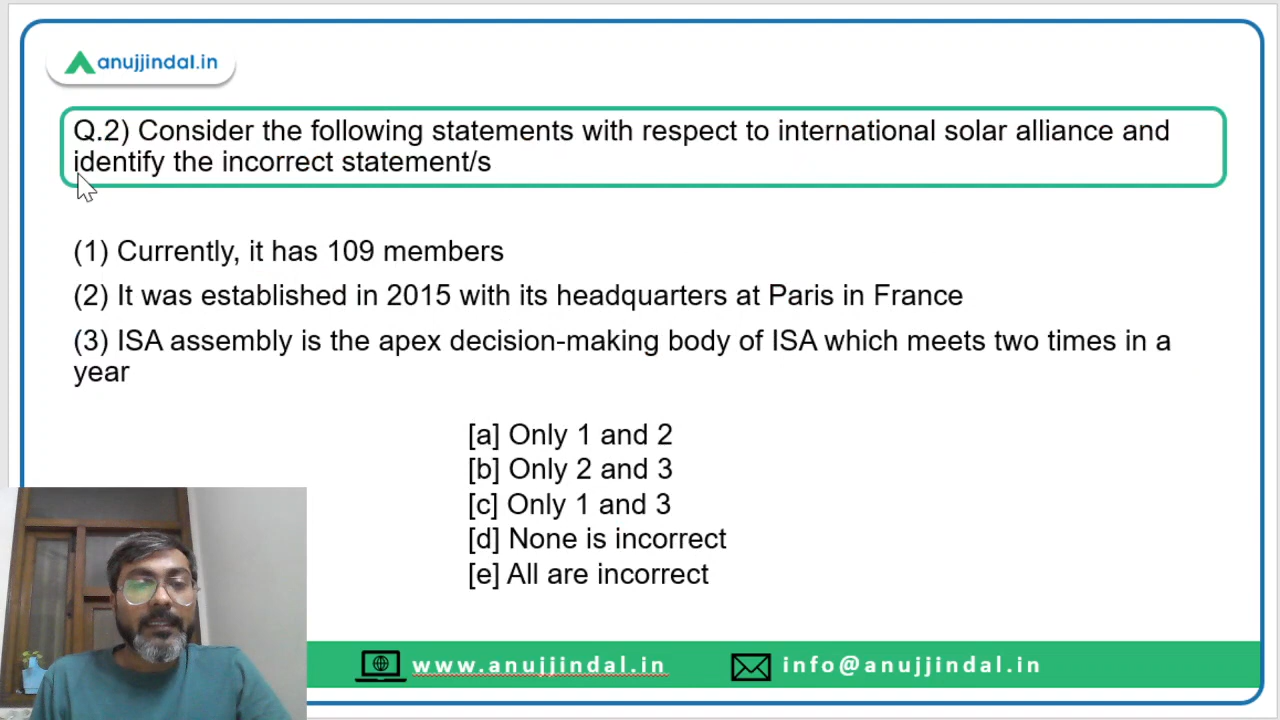 anujjindal.in
Q.2) Consider the following statements with respect to international solar alliance and
identify the incorrect statement/s
(1) Currently, it has 109 members
(2) It was established in 2015 with its headquarters at Paris in France
(3) ISA assembly is the apex decision-making body of ISA which meets two times in a
year
[a] Only 1 and 2
[b] Only 2 and 3
[c] Only 1 and 3
[d] None is incorrect
[e] All are incorrect
www.anujjindal.in info@anujjindal.in